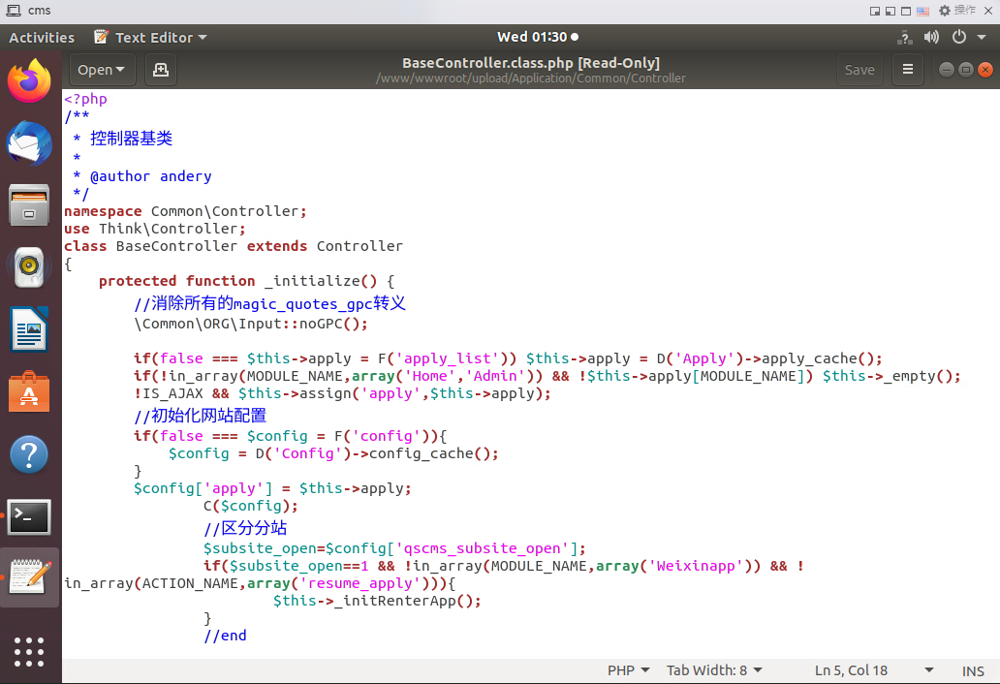 cms
操作
Activities
Text Editor
Wed 01:30
Open
BaseController.class.php [Read-Only]
/www/wwwroot/upload/Application/Common/Controller
Save
<?php
/**
 * 控制器基类
 *
 * @author andery
 */
namespace Common\Controller;
use Think\Controller;
class BaseController extends Controller
{
    protected function _initialize() {
        //消除所有的magic_quotes_gpc转义
        \Common\ORG\Input::noGPC();
        if(false === $this->apply = F('apply_list')) $this->apply = D('Apply')->apply_cache();
        if(!in_array(MODULE_NAME,array('Home','Admin')) && !$this->apply[MODULE_NAME]) $this->_empty();
        !IS_AJAX && $this->assign('apply',$this->apply);
        //初始化网站配置
        if(false === $config = F('config')){
            $config = D('Config')->config_cache();
        }
        $config['apply'] = $this->apply;
                C($config);
                //区分分站
                $subsite_open=$config['qscms_subsite_open'];
                if($subsite_open==1 && !in_array(MODULE_NAME,array('Weixinapp')) && !
in_array(ACTION_NAME,array('resume_apply'))){
                        $this->_initRenterApp();
                }
                //end
PHP
Tab Width: 8
Ln 5, Col 18
INS